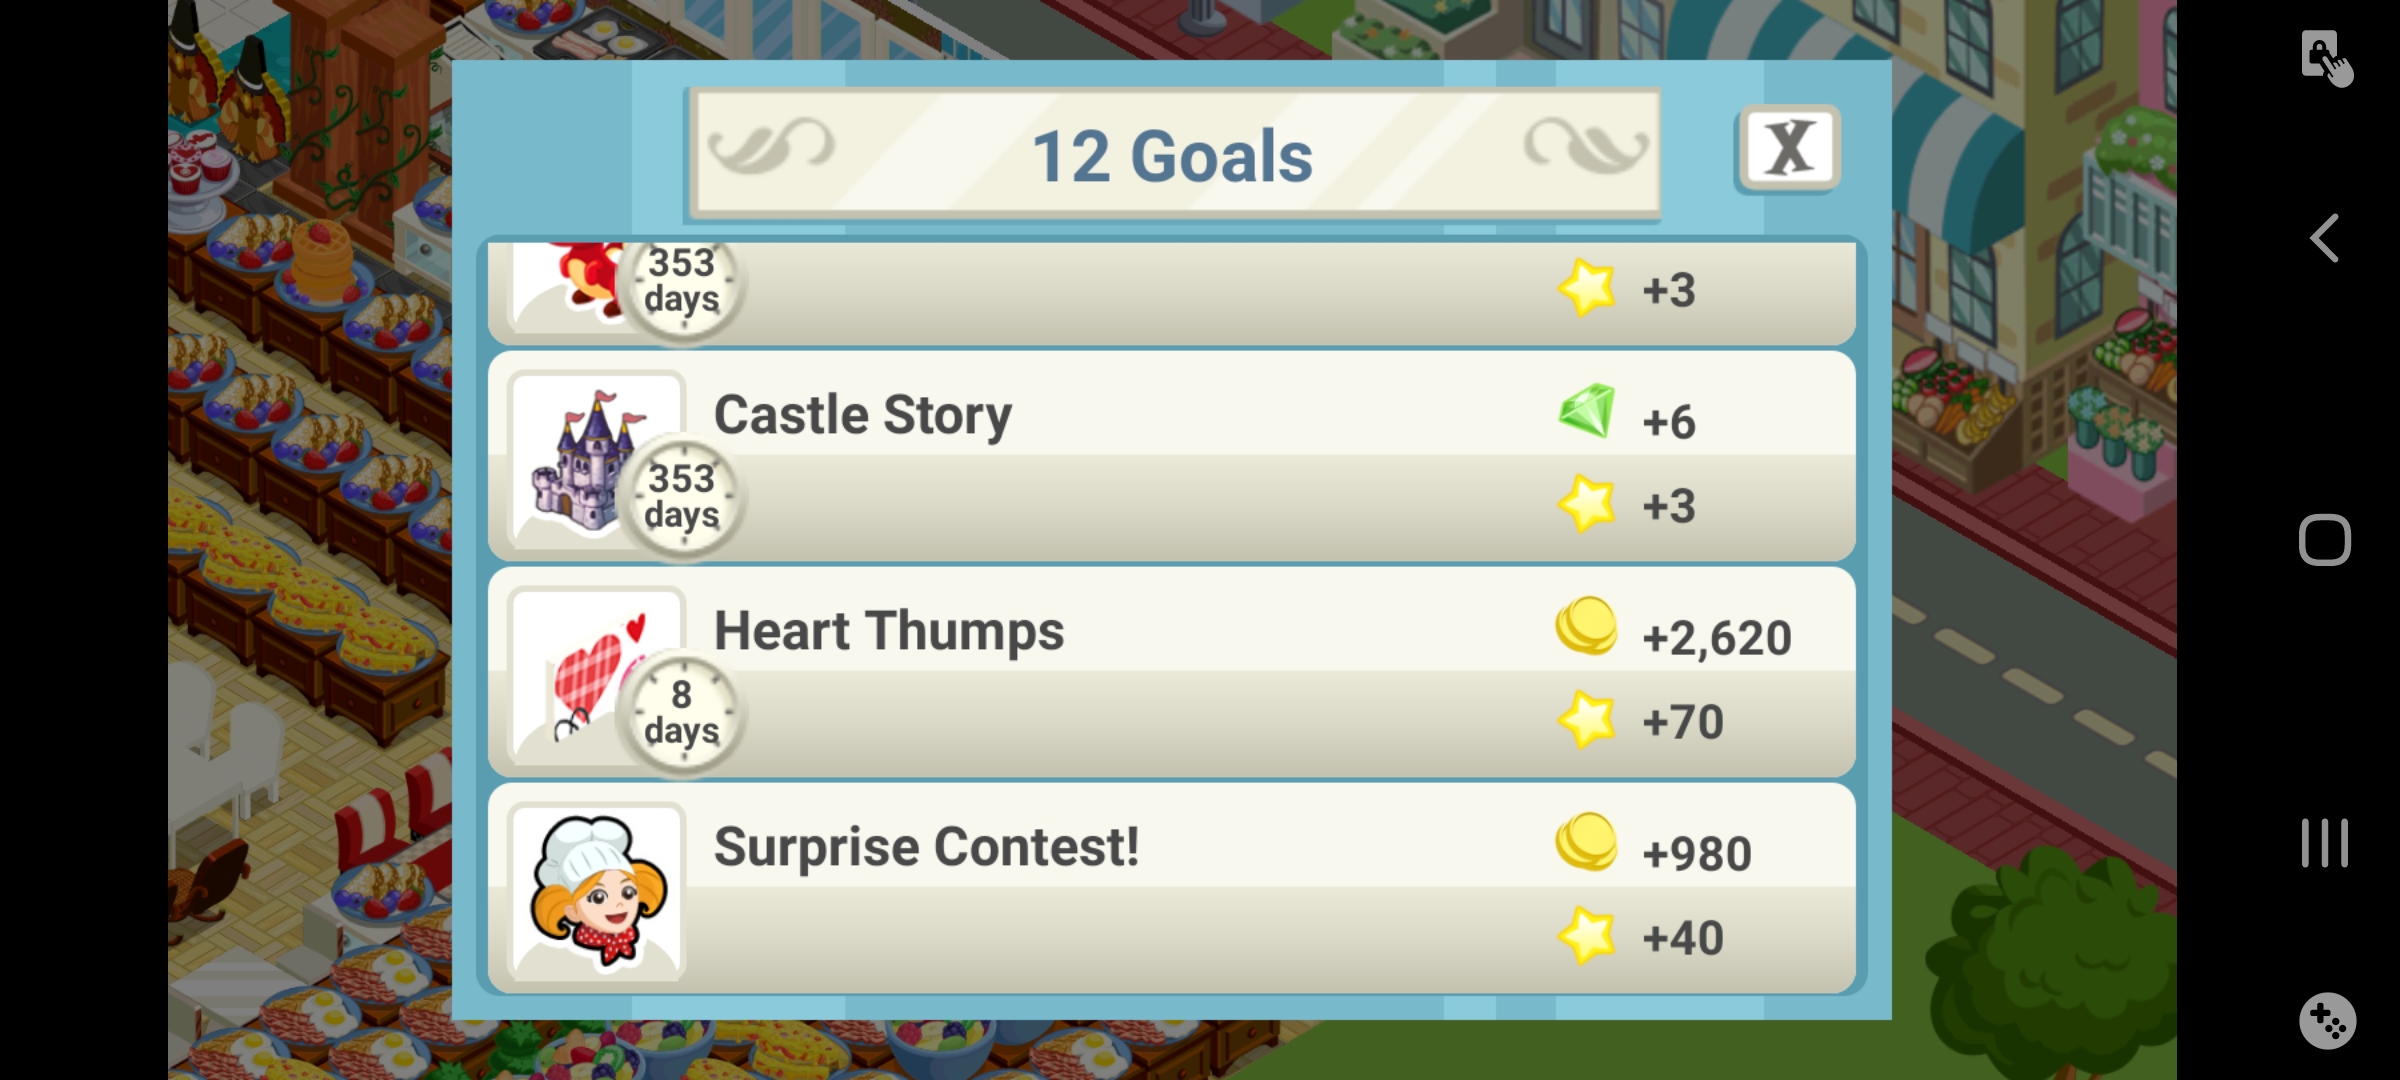 12 Goals
X
353
days
+3
Castle Story
+6
353
days
+3
Heart Thumps
+2,620
8
days
+70
Surprise Contest!
+980
+40